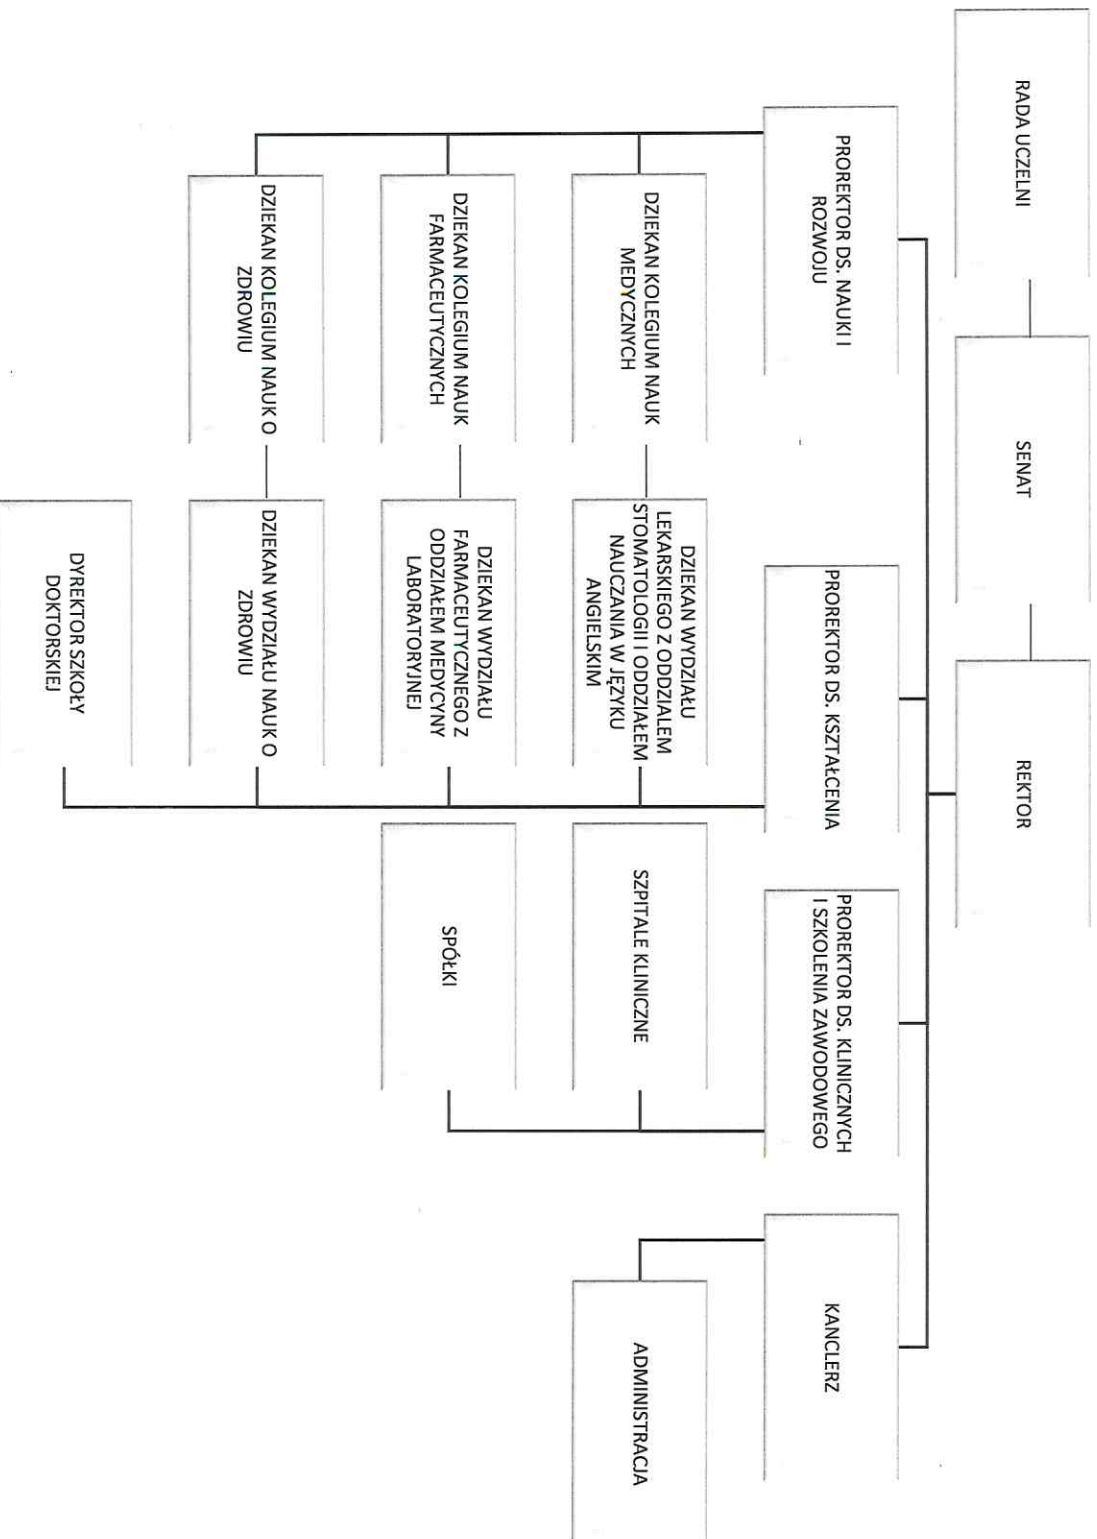 RADA UCZELNI
SENAT
REKTOR
PROREKTOR DS. NAUKI I
ROZWOJU
PROREKTOR DS. KSZTAŁCENIA
PROREKTOR DS. KLINICZNYCH
I SZKOLENIA ZAWODOWEGO
KANCLERZ
DZIEKAN KOLEGIUM NAUK
MEDYCZNYCH
DZIEKAN WYDZIAŁU
LEKARSKIEGO Z ODDZIALEM
STOMATOLOGII I ODDZIAŁEM
NAUCZANIA W JĘZYKU
ANGIELSKIM
SZPITALE KLINICZNE
ADMINISTRACJA
DZIEKAN KOLEGIUM NAUK
FARMACEUTYCZNYCH
DZIEKAN WYDZIAŁU
FARMACEUTYCZNEGO Z
ODDZIAŁEM MEDYCYNY
LABORATORYJNEJ
SPÓŁKI
DZIEKAN KOLEGIUM NAUK O
ZDROWIU
DZIEKAN WYDZIAŁU NAUK O
ZDROWIU
DYREKTOR SZKOŁY
DOKTORSKIEJ